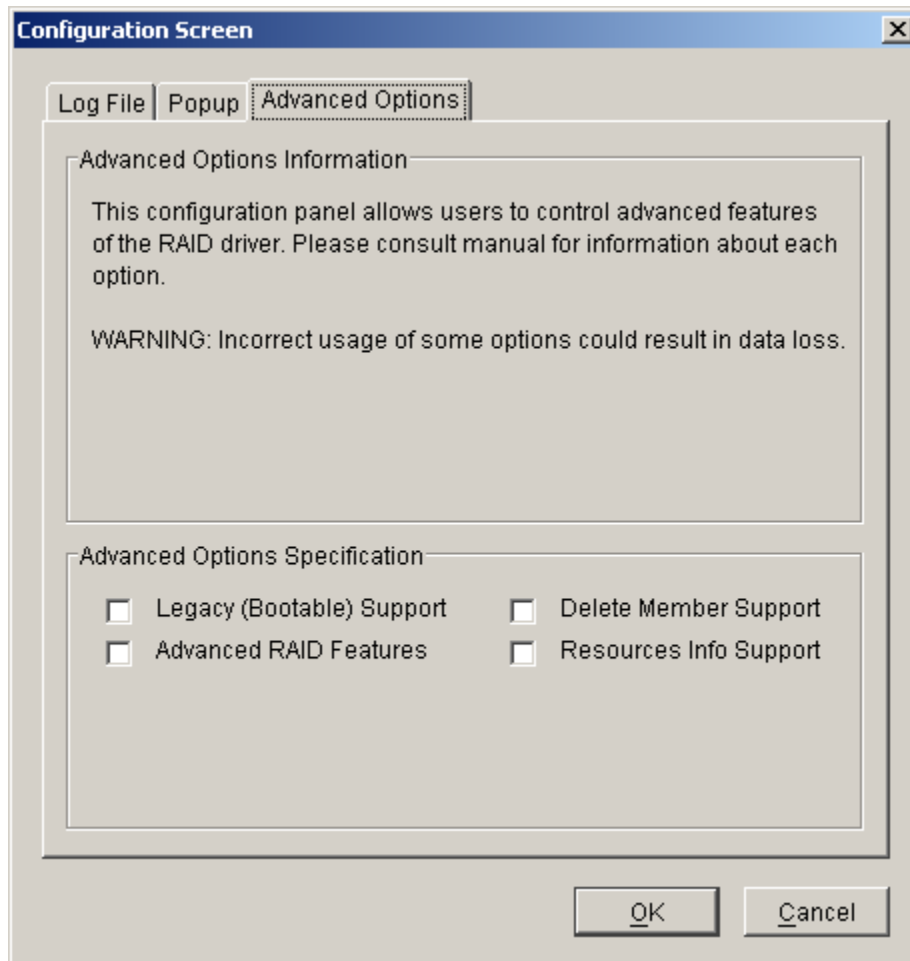 Configuration Screen
Log File
Popup
Advanced Options
Advanced Options Information
This configuration panel allows users to control advanced features
of the RAID driver. Please consult manual for information about each
option.
WARNING: Incorrect usage of some options could result in data loss.
Advanced Options Specification
Legacy (Bootable) Support
Delete Member Support
Advanced RAID Features
Resources Info Support
OK
Cancel